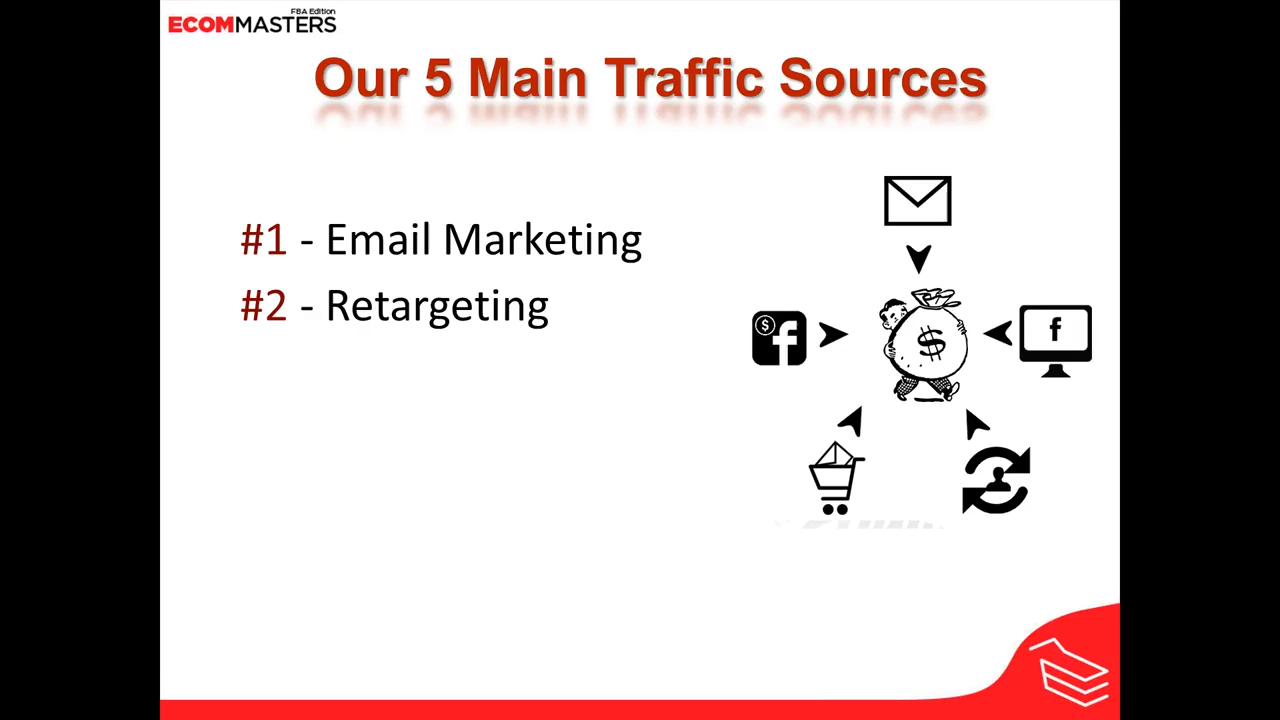 FBA Edition
ECOMMASTERS
Our 5 Main Traffic Sources
#1 - Email Marketing
#2 - Retargeting
$
f
$
f